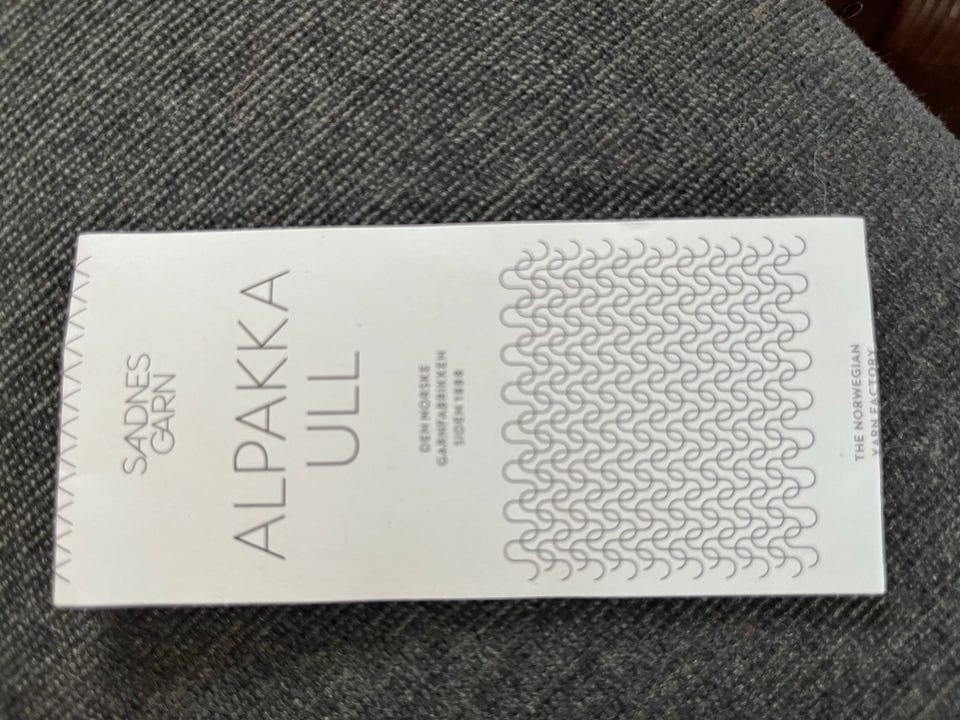 SANDNES
GARN
ALPAKKA
ULL
DEN NORSKE
GARNFABRIKKEN
SIDEN 1888
THE NORWEGIAN
YARN FACTORY